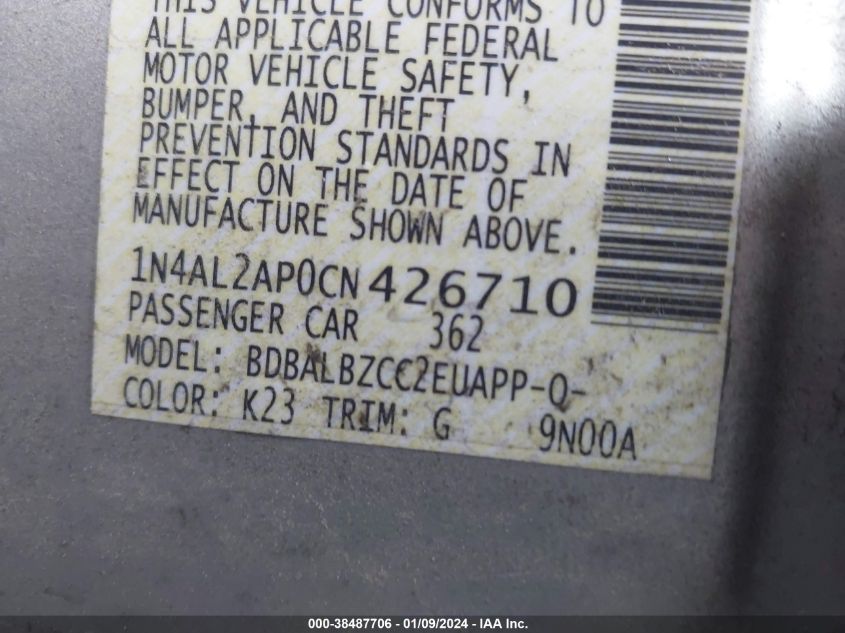 THIS VEHICLE CONFORMS TO
ALL APPLICABLE FEDERAL
MOTOR VEHICLE SAFETY,
BUMPER, AND THEFT
PREVENTION STANDARDS IN
EFFECT ON THE DATE OF
MANUFACTURE SHOWN ABOVE.
1N4AL2AP0CN426710
PASSENGER CAR 362
MODEL: BDBALBZCC2EUAPP-Q-
COLOR: K23 TRIM: G 9N00A
000-38487706 - 01/09/2024 - IAA Inc.